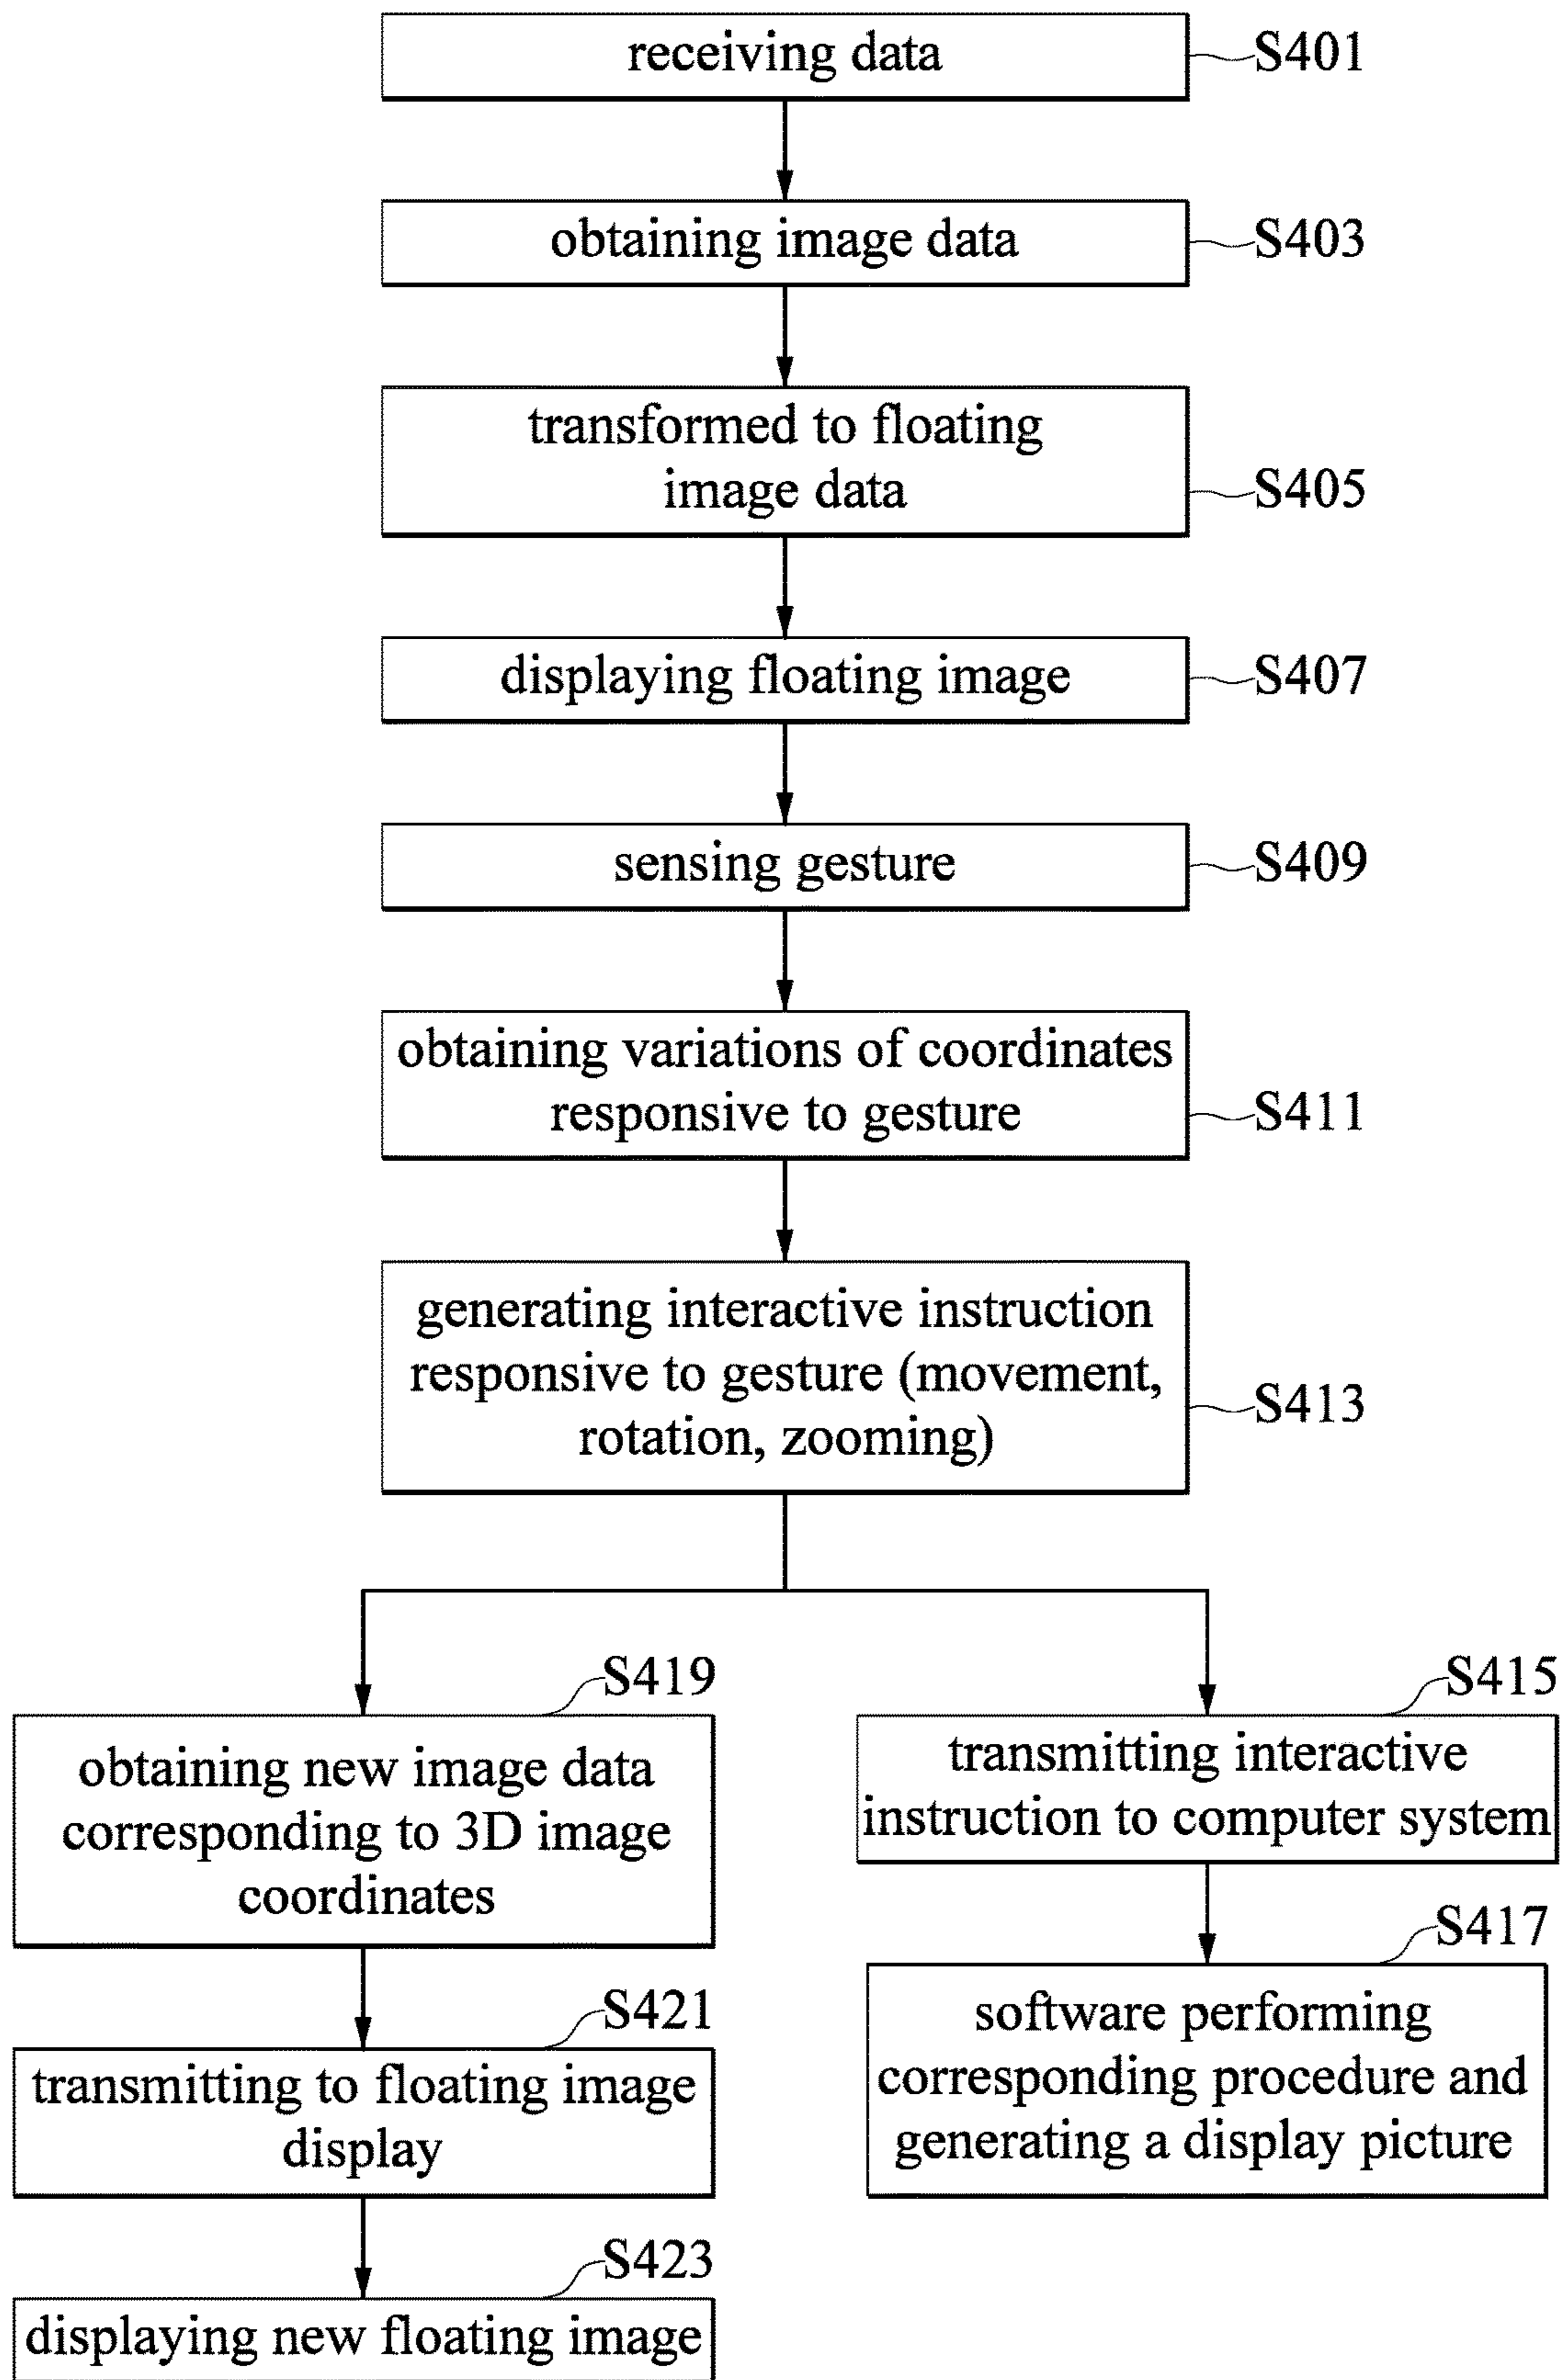 receiving data
S401
obtaining image data
S403
transformed to floating
image data
S405
displaying floating image
S407
sensing gesture
S409
obtaining variations of coordinates
responsive to gesture
S411
generating interactive instruction
responsive to gesture (movement,
rotation, zooming)
S413
S419
obtaining new image data
corresponding to 3D image
coordinates
S421
transmitting to floating image
display
S423
displaying new floating image
S415
transmitting interactive
instruction to computer system
S417
software performing
corresponding procedure and
generating a display picture